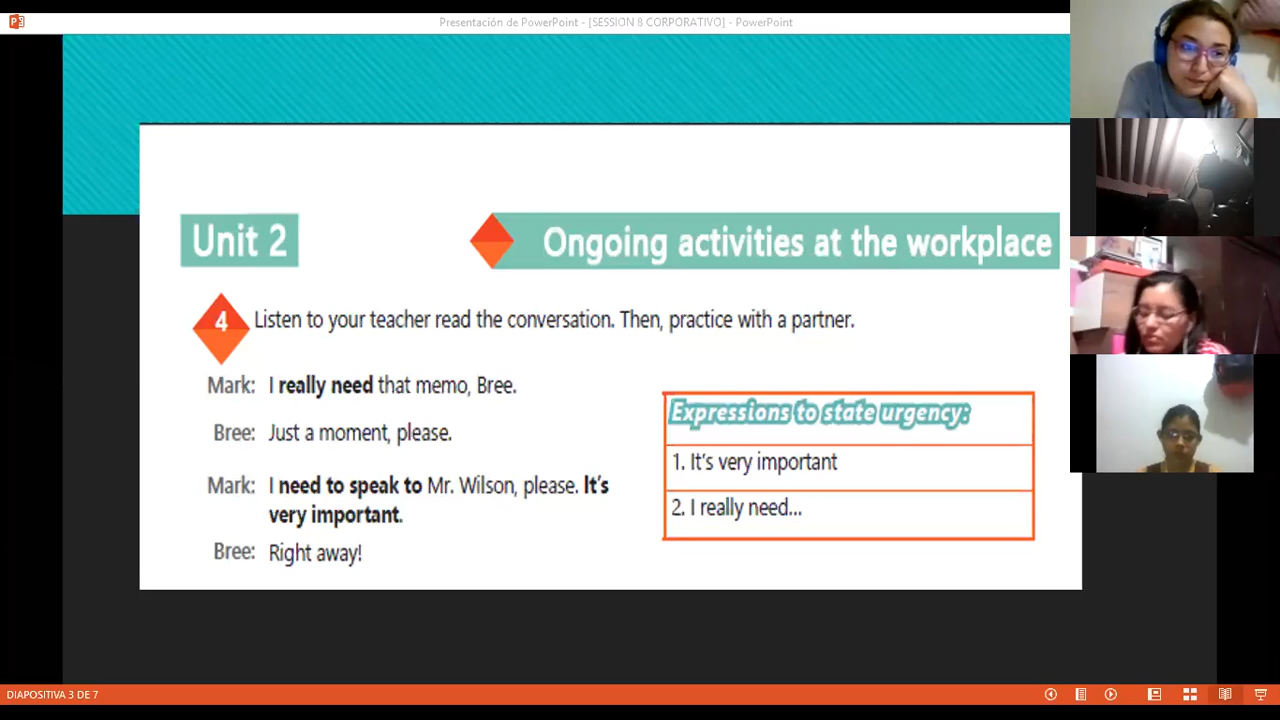 Presentación de PowerPoint - [SESSION 8 CORPORATIVO] - PowerPoint
Unit 2
Ongoing activities at the workplace
4 Listen to your teacher read the conversation. Then, practice with a partner.
Mark: I really need that memo, Bree.
Bree: Just a moment, please.
Mark: I need to speak to Mr. Wilson, please. It's
very important.
Bree: Right away!
Expressions to state urgency:
1. It's very important
2. I really need...
DIAPOSITIVA 3 DE 7